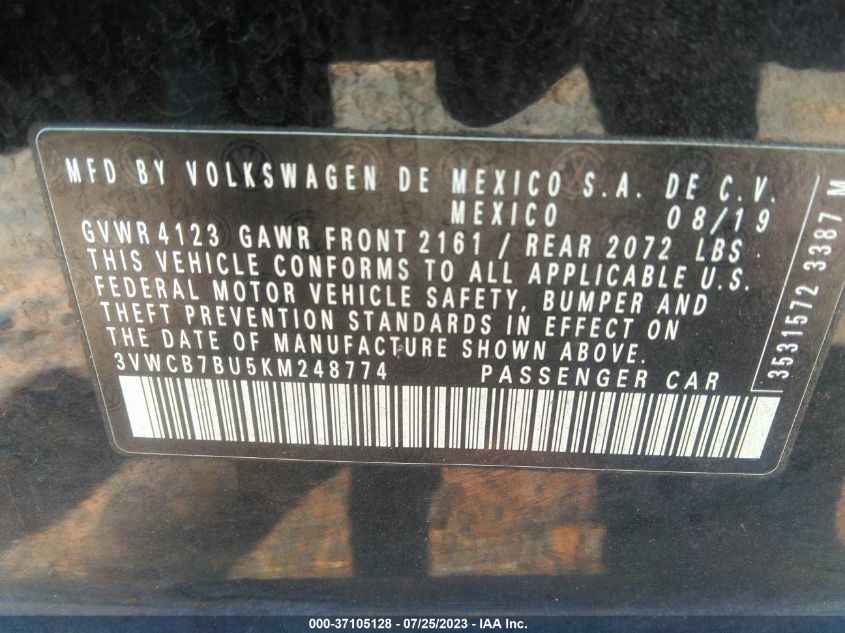 MFD BY VOLKSWAGEN DE MEXICO S.A. DE C.V.
MEXICO 08/19
GVWR 4123 GAWR FRONT 2161 / REAR 2072 LBS
THIS VEHICLE CONFORMS TO ALL APPLICABLE U.S.
FEDERAL MOTOR VEHICLE SAFETY, BUMPER AND
THEFT PREVENTION STANDARDS IN EFFECT ON
THE DATE OF MANUFACTURE SHOWN ABOVE.
3VWCB7BU5KM248774 PASSENGER CAR
3531572 3387 M
000-37105128 - 07/25/2023 - IAA Inc.